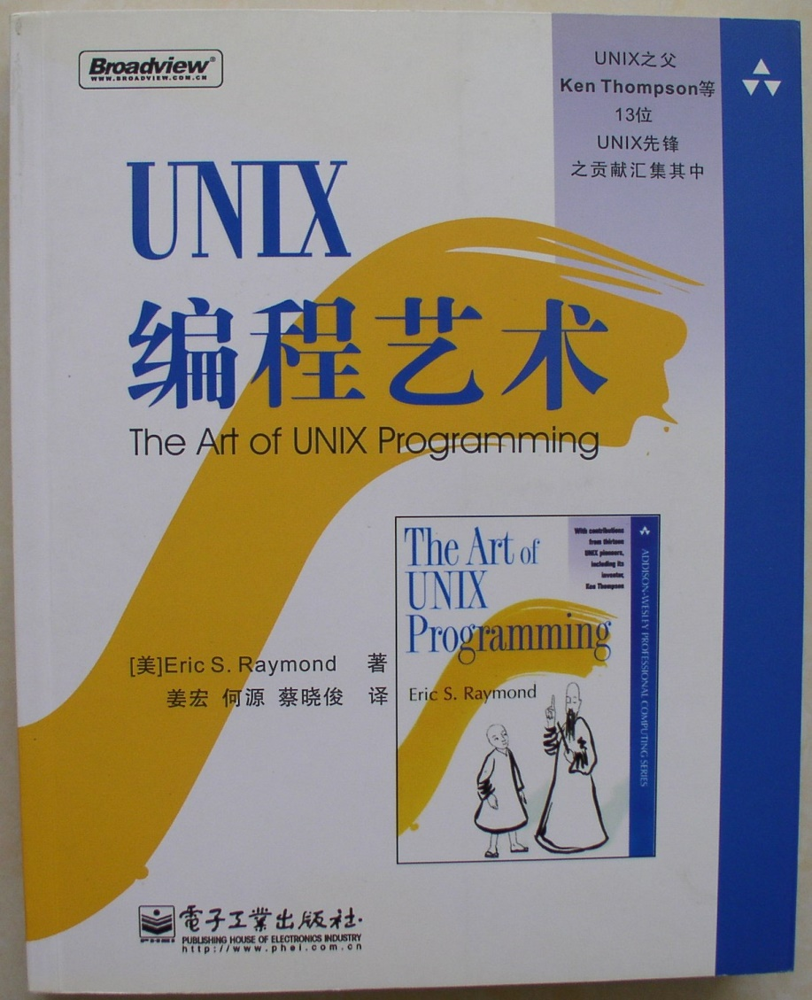 Broadview®
WWW.BROADVIEW.COM.CN
UNIX之父
Ken Thompson等
13位
UNIX先锋
之贡献汇集其中
UNIX
编程艺术
The Art of UNIX Programming
The Art of
UNIX
Programming
With contributions
from thirteen
UNIX pioneers,
including its
inventor,
Ken Thompson
ADDISON-WESLEY PROFESSIONAL COMPUTING SERIES
Eric S. Raymond
[美]Eric S. Raymond 著
姜宏 何源 蔡晓俊 译
電子工業出版社·
PUBLISHING HOUSE OF ELECTRONICS INDUSTRY
http://www.phei.com.cn